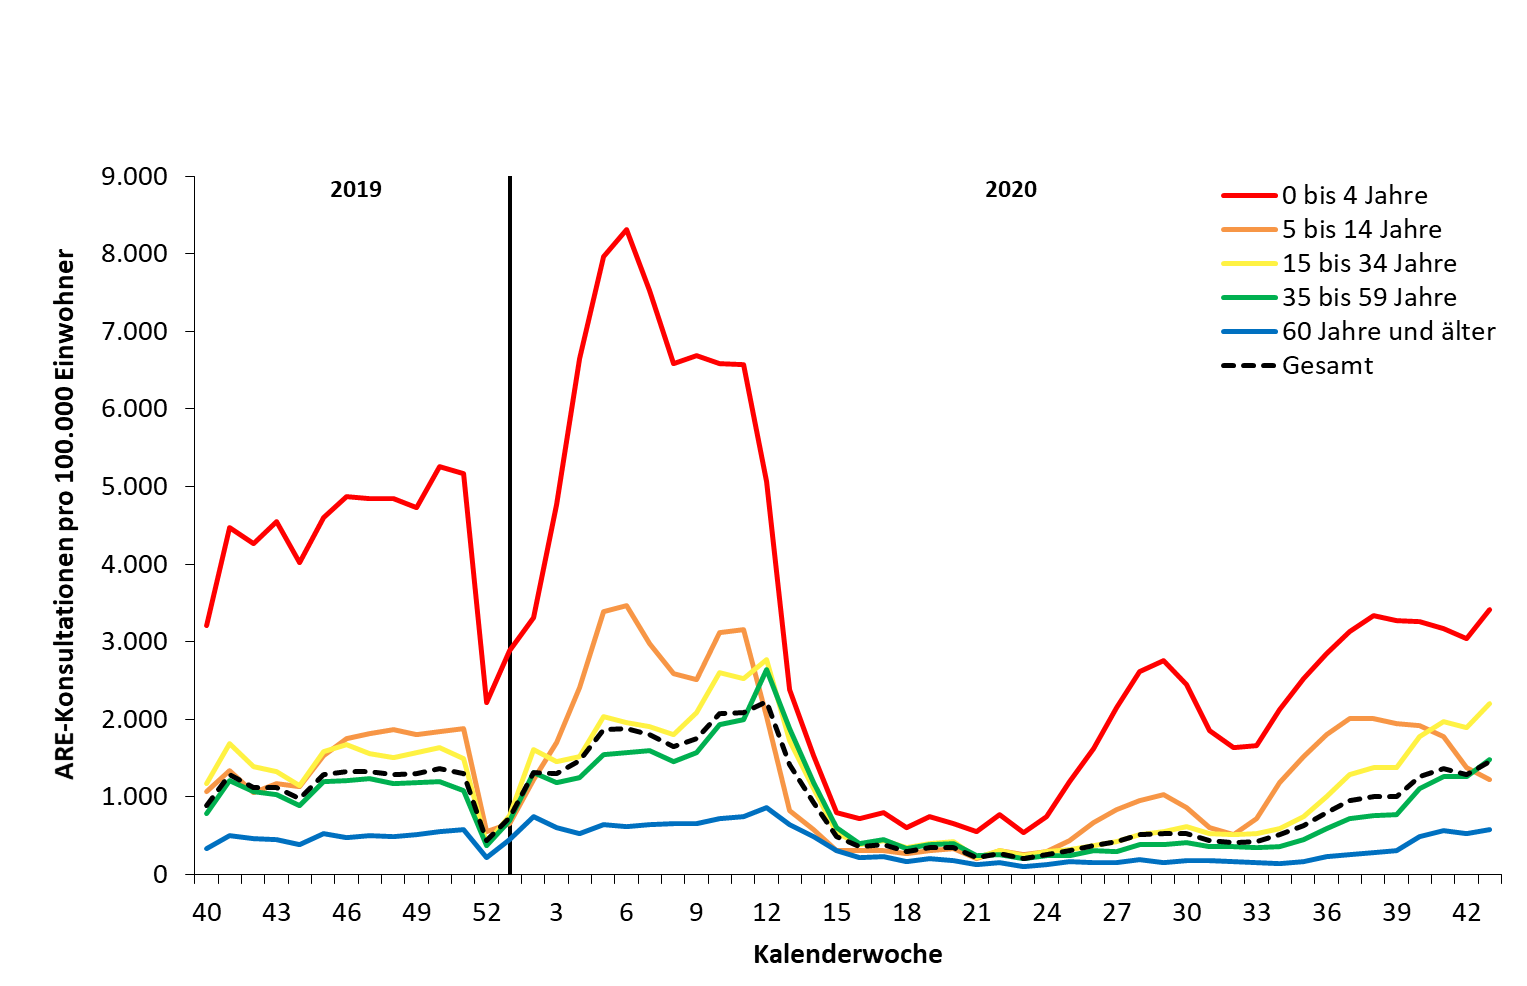 9.000
8.000
7.000
6.000
5.000
4.000
3.000
2.000
1.000
0
ARE-Konsultationen pro 100.000 Einwohner
2019
2020
0 bis 4 Jahre
5 bis 14 Jahre
15 bis 34 Jahre
35 bis 59 Jahre
60 Jahre und älter
Gesamt
40 43 46 49 52 3 6 9 12 15 18 21 24 27 30 33 36 39 42
Kalenderwoche